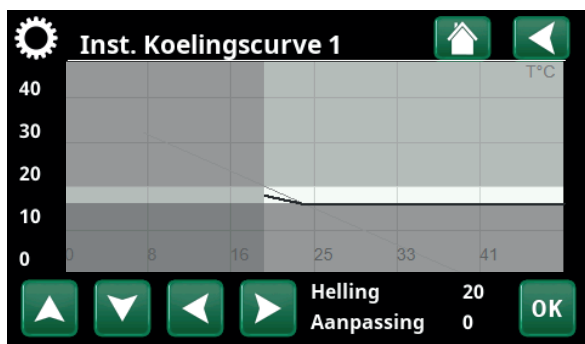 Inst. Koelingscurve 1
T°C
40
30
20
10
0
0 8 16 25 33 41
Helling 20
Aanpassing 0
OK